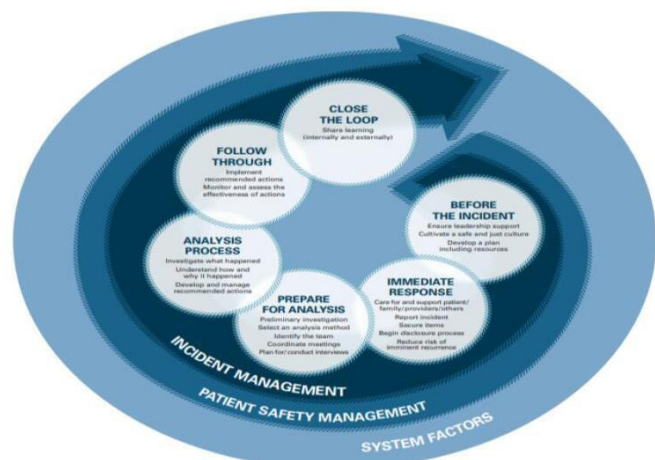 CLOSE
THE LOOP
Share learning
(internally and externally)
FOLLOW
THROUGH
Implement
recommended actions
Monitor and assess the
effectiveness of actions
BEFORE
THE INCIDENT
Ensure leadership support
Cultivate a safe and just culture
Develop a plan
including resources
ANALYSIS
PROCESS
Investigate what happened
Understand how and
why it happened
Develop and manage
recommended actions
IMMEDIATE
RESPONSE
Care for and support patient/
family/providers/others
Report incident
Secure items
Begin disclosure process
Reduce risk of
imminent recurrence
PREPARE
FOR ANALYSIS
Preliminary investigation
Select an analysis method
Identify the team
Coordinate meetings
Plan for/conduct interviews
INCIDENT MANAGEMENT
PATIENT SAFETY MANAGEMENT
SYSTEM FACTORS